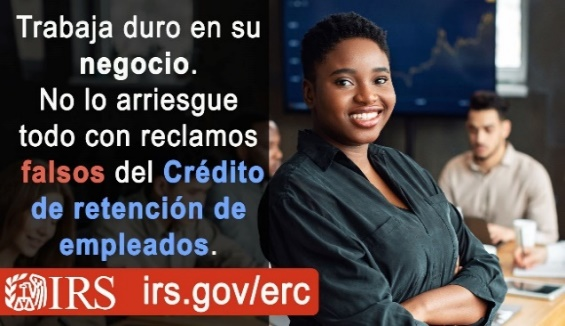 Trabaja duro en su
negocio.
No lo arriesgue
todo con reclamos
falsos del Crédito
de retención de
empleados.
IRS irs.gov/erc